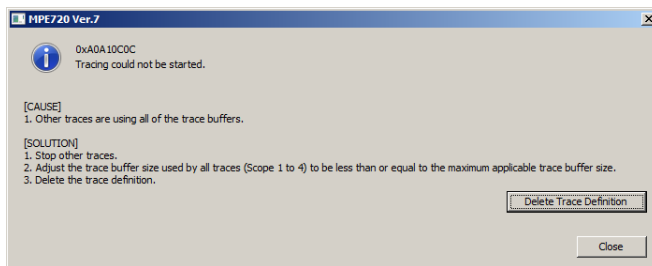 MPE720 Ver.7
0xA0A10C0C
Tracing could not be started.
[CAUSE]
1. Other traces are using all of the trace buffers.
[SOLUTION]
1. Stop other traces.
2. Adjust the trace buffer size used by all traces (Scope 1 to 4) to be less than or equal to the maximum applicable trace buffer size.
3. Delete the trace definition.
Delete Trace Definition
Close